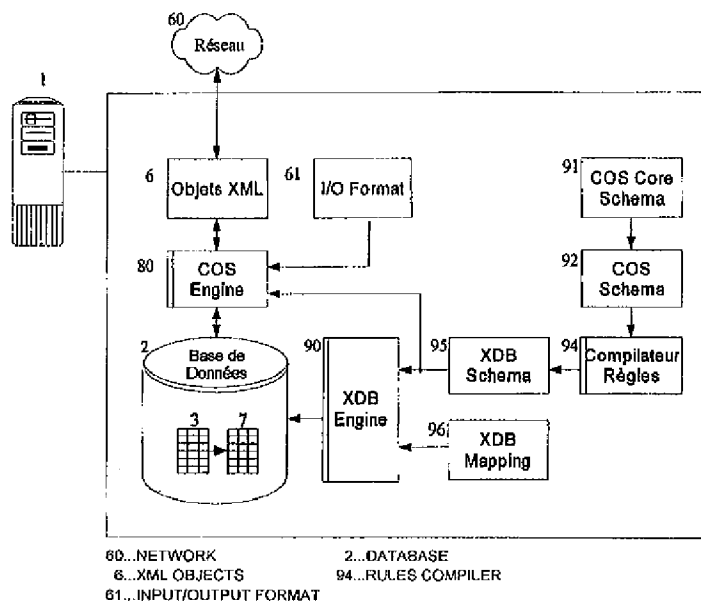 60
Réseau
1
6
Objets XML
61
I/O Format
91
COS Core
Schema
80
COS
Engine
92
COS
Schema
2
Base de
Données
90
XDB
Engine
95
XDB
Schema
94
Compilateur
Règles
3
7
96
XDB
Mapping
60...NETWORK
2...DATABASE
6...XML OBJECTS
94...RULES COMPILER
61...INPUT/OUTPUT FORMAT